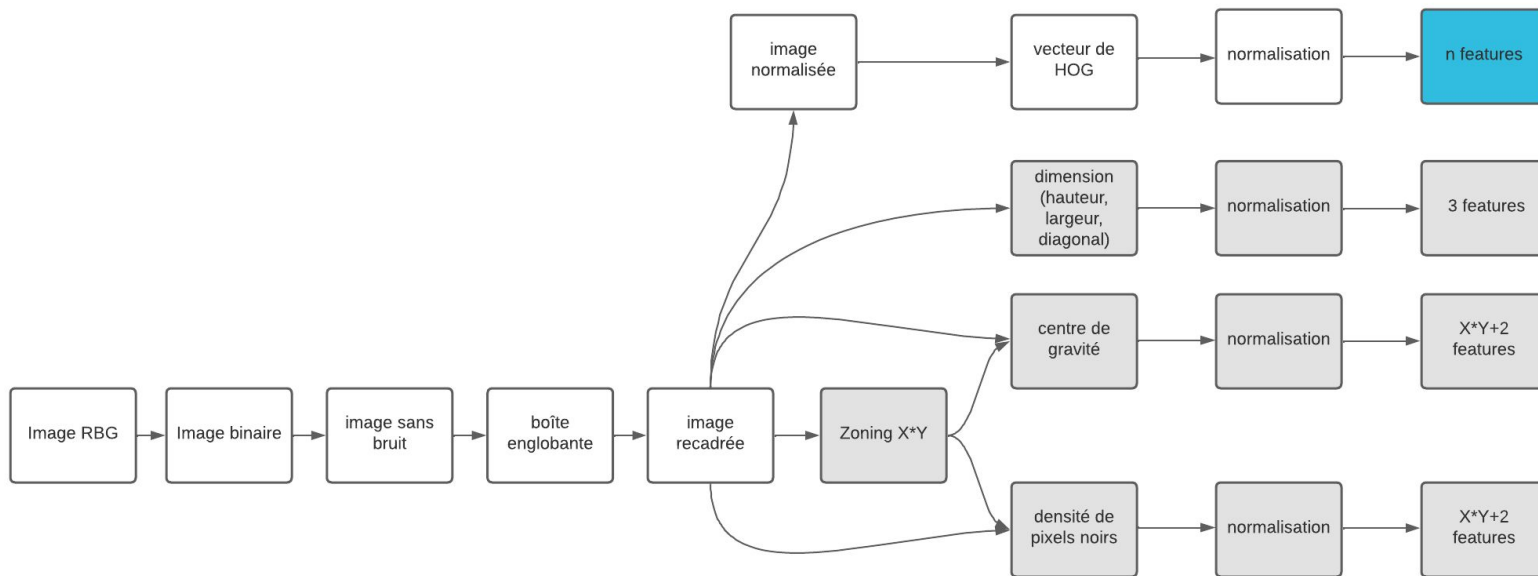 image
normalisée
vecteur de
HOG
normalisation
n features
dimension
(hauteur,
largeur,
diagonal)
normalisation
3 features
centre de
gravité
normalisation
X*Y+2
features
Image RBG
Image binaire
image sans
bruit
boîte
englobante
image
recadrée
Zoning X*Y
densité de
pixels noirs
normalisation
X*Y+2
features